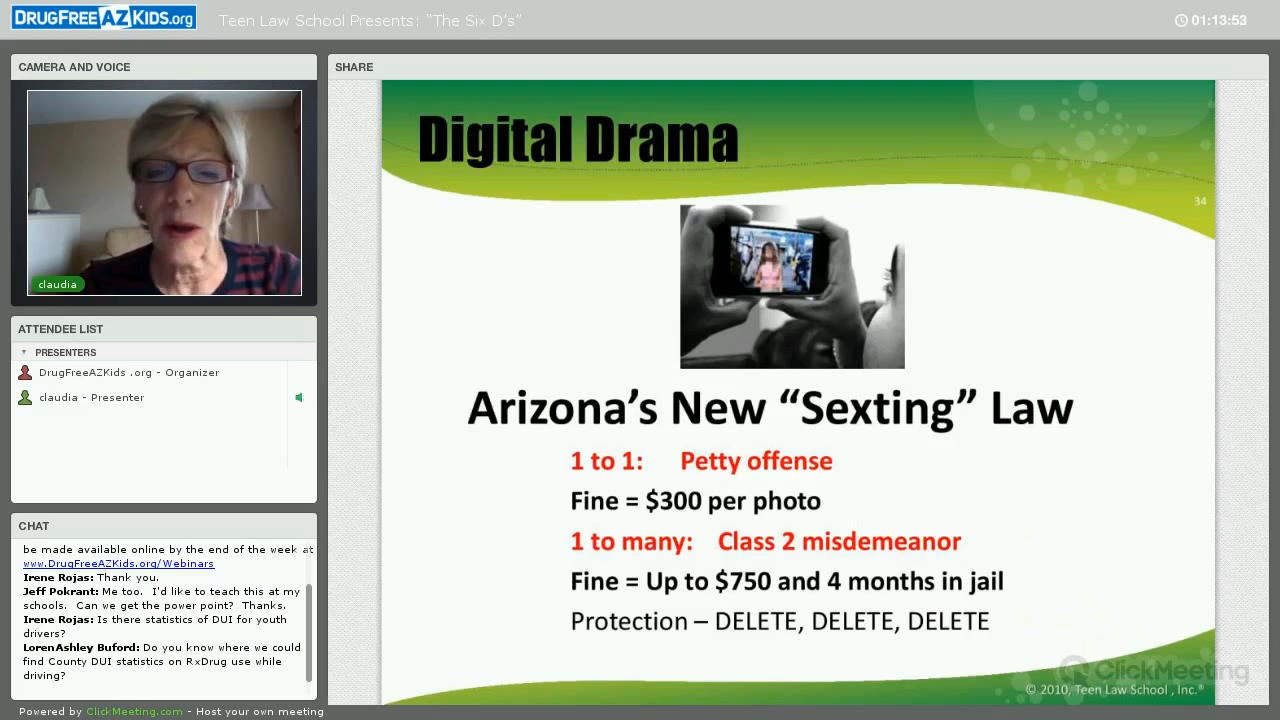 DRUGFREEAZKIDS.org
Teen Law School Presents: "The Six D's"
01:13:53
CAMERA AND VOICE
claudia
ATTENDEE LIST
PRESENTERS
DrugFreeAZKids .org - Organizer
claudia - Presenter
CHAT
be made available online by the end of the week at
www.DrugFreeAZKids.org/Webinars
Irene Rojas: Thank you.
Jeff Pokrant: Me too. I'd like to teach this at my
schools. Can we get the power point? Thanks.
Irene Rojas: Is there statistics of DUI for youth
drivers?
LorenAshley Buford: Do you know where we could
find County DUI statistics on RxDrug use while
driving?
Powered by ClickMeeting.com - Host your own meeting
SHARE
Digital Drama
34
Arizona’s New “Sexting” Law
1 to 1: Petty offense
Fine = $300 per photo
1 to many: Class 2 misdemeanor
Fine = Up to $750 and 4 months in jail
Protection – DELETE, DELETE, DELETE
ClickMeeting
© 2010, Teen Law School , Inc.®